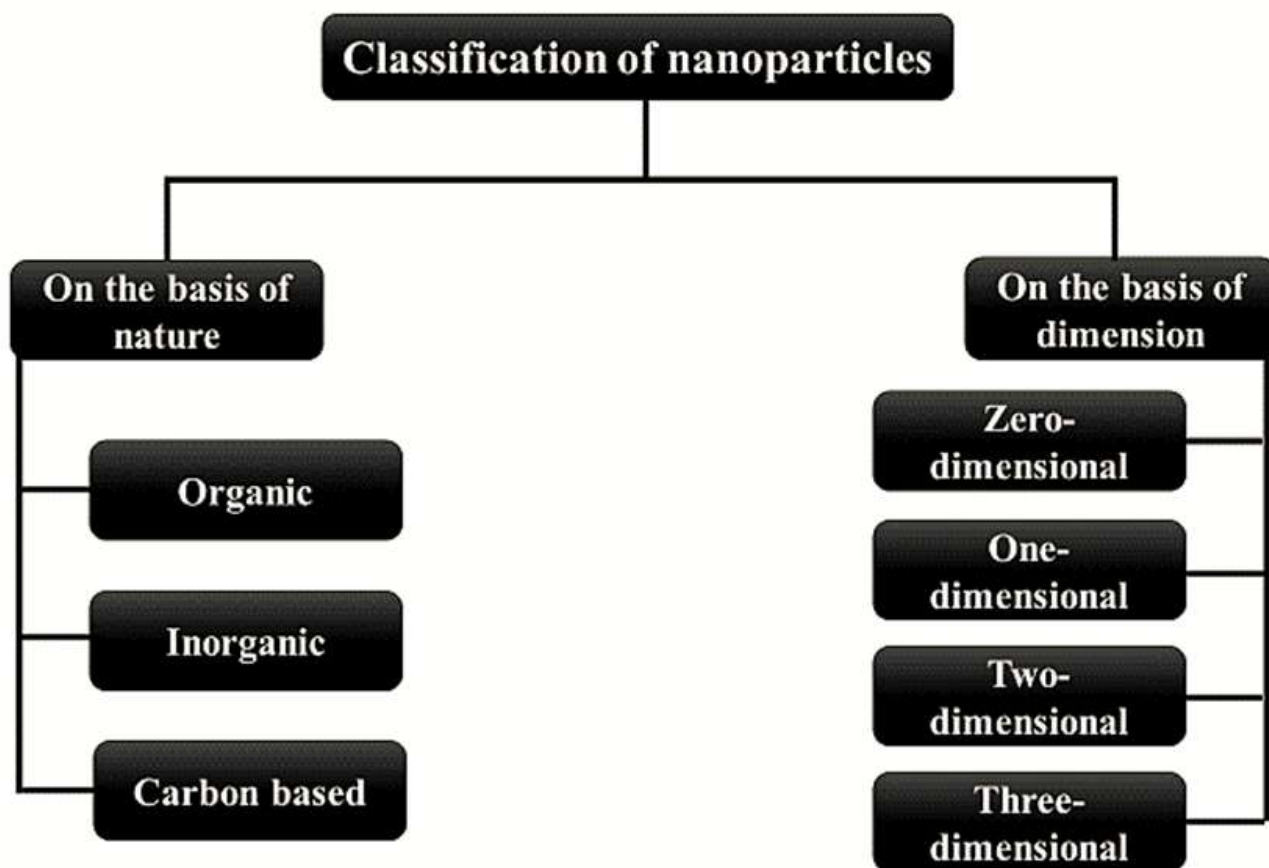 Classification of nanoparticles
On the basis of
nature
Organic
Inorganic
Carbon based
On the basis of
dimension
Zero-
dimensional
One-
dimensional
Two-
dimensional
Three-
dimensional